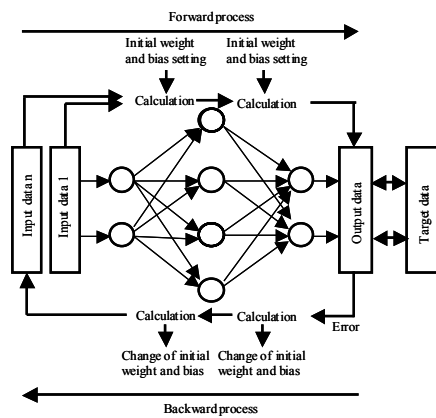 Forward process
Initial weight
and bias setting
Initial weight
and bias setting
Calculation
Calculation
Input data n
Input data 1
Output data
Target data
Calculation
Calculation
Error
Change of initial
weight and bias
Change of initial
weight and bias
Backward process